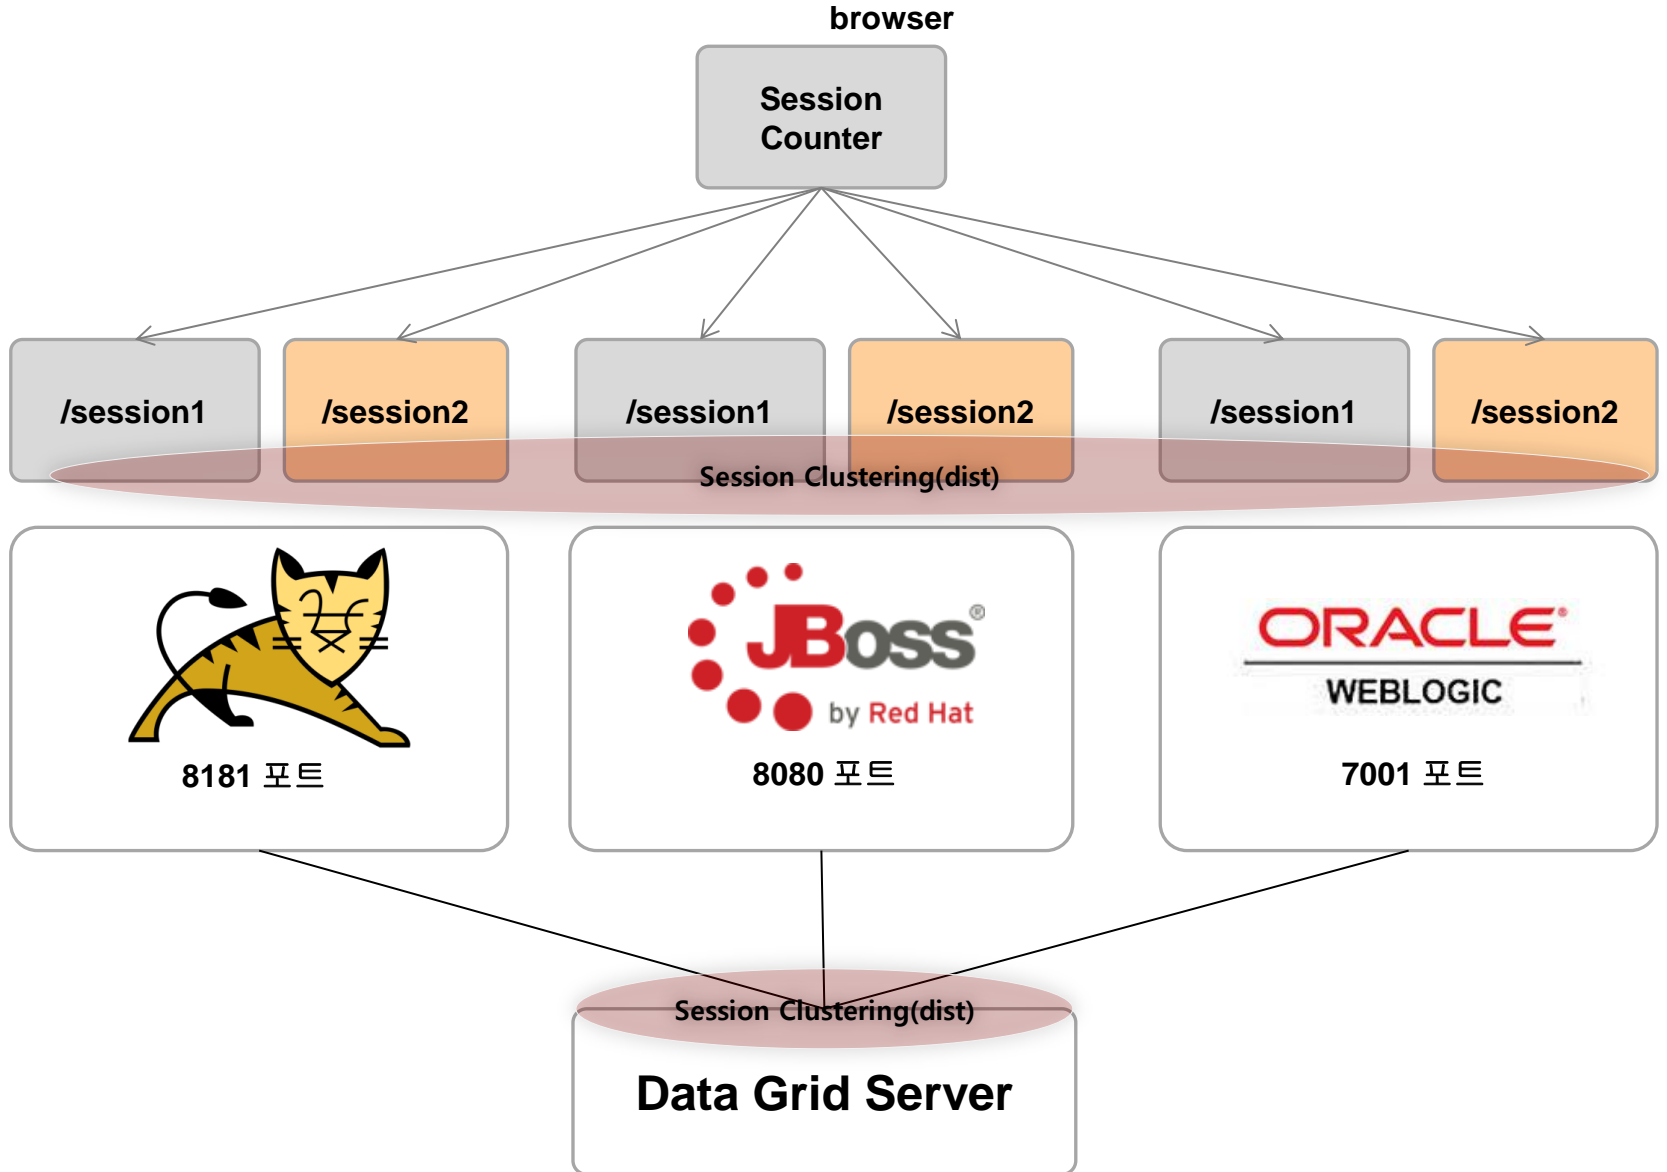 browser
Session
Counter
/session1
/session2
/session1
/session2
/session1
/session2
Session Clustering(dist)
JBoss®
by Red Hat
ORACLE®
WEBLOGIC
8181 포트
8080 포트
7001 포트
Session Clustering(dist)
Data Grid Server